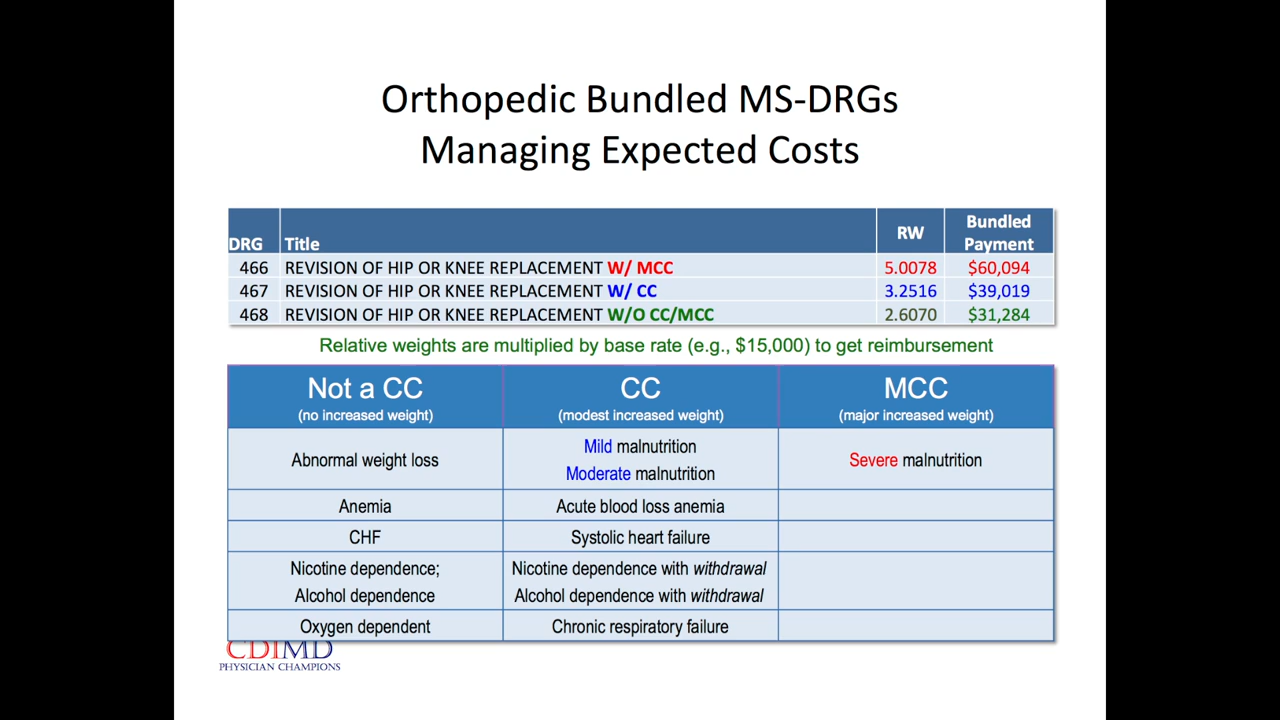 Orthopedic Bundled MS-DRGs
Managing Expected Costs
DRG Title RW Bundled Payment
466 REVISION OF HIP OR KNEE REPLACEMENT W/ MCC 5.0078 $60,094
467 REVISION OF HIP OR KNEE REPLACEMENT W/ CC 3.2516 $39,019
468 REVISION OF HIP OR KNEE REPLACEMENT W/O CC/MCC 2.6070 $31,284
Relative weights are multiplied by base rate (e.g., $15,000) to get reimbursement
Not a CC CC MCC
(no increased weight) (modest increased weight) (major increased weight)
Abnormal weight loss Mild malnutrition Severe malnutrition
Moderate malnutrition
Anemia Acute blood loss anemia
CHF Systolic heart failure
Nicotine dependence; Nicotine dependence with withdrawal
Alcohol dependence Alcohol dependence with withdrawal
Oxygen dependent Chronic respiratory failure
CDIMD
PHYSICIAN CHAMPIONS